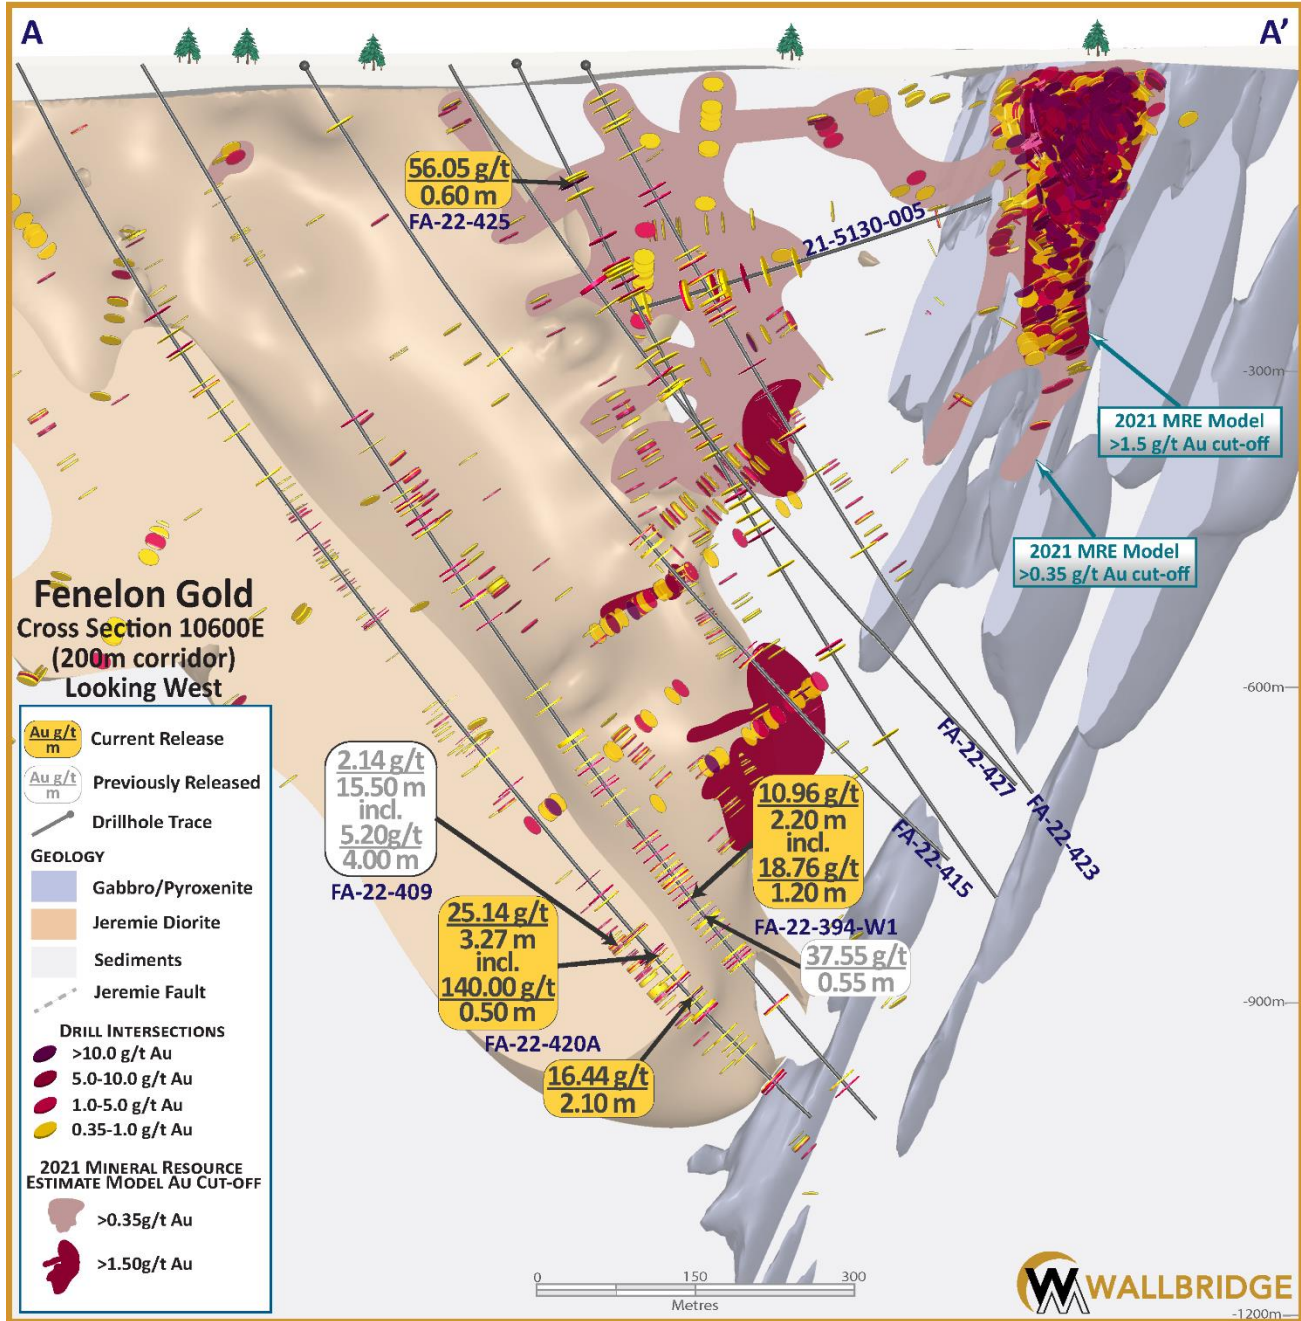 A
A'
56.05 g/t
0.60 m
FA-22-425
21-5130-005
-300m
2021 MRE Model
>1.5 g/t Au cut-off
2021 MRE Model
>0.35 g/t Au cut-off
Fenelon Gold
Cross Section 10600E
(200m corridor)
Looking West
-600m
Au g/t
m
Current Release
Au g/t
m
Previously Released
Drillhole Trace
GEOLOGY
Gabbro/Pyroxenite
Jeremie Diorite
Sediments
Jeremie Fault
DRILL INTERSECTIONS
>10.0 g/t Au
5.0-10.0 g/t Au
1.0-5.0 g/t Au
0.35-1.0 g/t Au
2021 MINERAL RESOURCE
ESTIMATE MODEL AU CUT-OFF
>0.35g/t Au
>1.50g/t Au
2.14 g/t
15.50 m
incl.
5.20g/t
4.00 m
FA-22-409
25.14 g/t
3.27 m
incl.
140.00 g/t
0.50 m
FA-22-420A
16.44 g/t
2.10 m
10.96 g/t
2.20 m
incl.
18.76 g/t
1.20 m
FA-22-394-W1
37.55 g/t
0.55 m
FA-22-427
FA-22-423
FA-22-415
-900m
0 150 300
Metres
WALLBRIDGE
-1200m